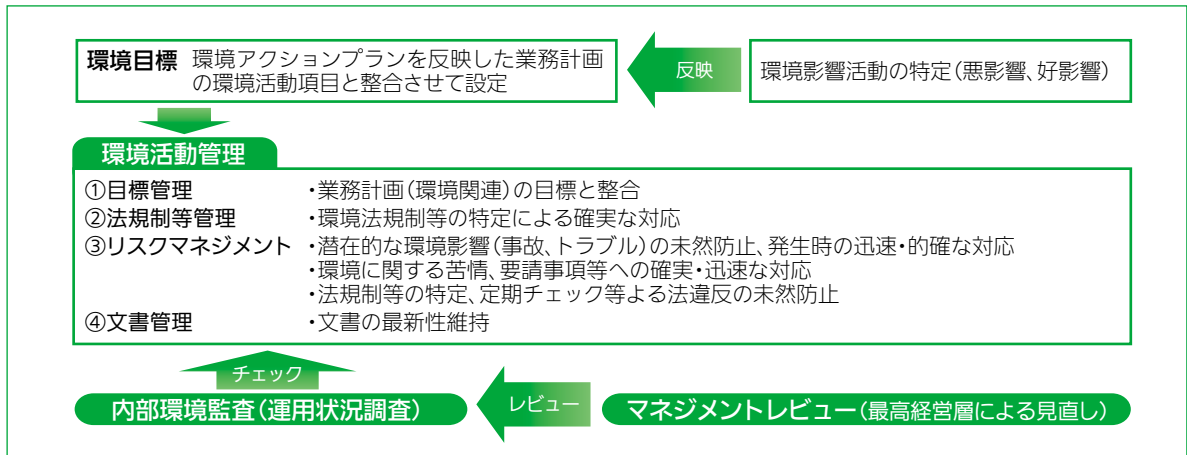 環境目標 環境アクションプランを反映した業務計画
の環境活動項目と整合させて設定
反映
環境影響活動の特定(悪影響、好影響)
環境活動管理
①目標管理 ・業務計画(環境関連)の目標と整合
②法規制等管理 ・環境法規制等の特定による確実な対応
③リスクマネジメント ・潜在的な環境影響(事故、トラブル)の未然防止、発生時の迅速・的確な対応
・環境に関する苦情、要請事項等への確実・迅速な対応
・法規制等の特定、定期チェック等よる法違反の未然防止
④文書管理 ・文書の最新性維持
チェック
内部環境監査(運用状況調査)
レビュー
マネジメントレビュー(最高経営層による見直し)